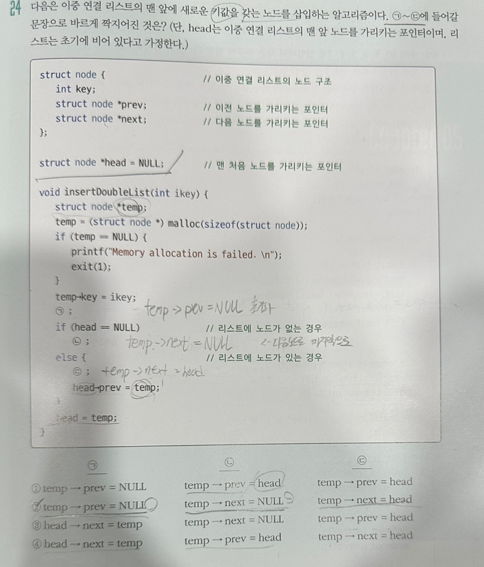 24 다음은 이중 연결 리스트의 맨 앞에 새로운 키값을 갖는 노드를 삽입하는 알고리즘이다. ㉠~㉢에 들어갈
문장으로 바르게 짝지어진 것은? (단, head는 이중 연결 리스트의 맨 앞 노드를 가리키는 포인터이며, 리
스트는 초기에 비어 있다고 가정한다.)
struct node { // 이중 연결 리스트의 노드 구조
int key;
struct node *prev; // 이전 노드를 가리키는 포인터
struct node *next; // 다음 노드를 가리키는 포인터
};
struct node *head = NULL; // 맨 처음 노드를 가리키는 포인터
void insertDoubleList(int ikey) {
struct node *temp;
temp = (struct node *) malloc(sizeof(struct node));
if (temp == NULL) {
printf("Memory allocation is failed. \n");
exit(1);
}
temp→key = ikey;
㉠ ; temp → prev = NULL
if (head == NULL) // 리스트에 노드가 없는 경우
㉡ ; temp → next = NULL
else { // 리스트에 노드가 있는 경우
㉢ ; temp → next = head
head→prev = temp;
}
head = temp;
}
㉠ ㉡ ㉢
① temp → prev = NULL temp → prev = head temp → prev = head
② temp → prev = NULL temp → next = NULL temp → next = head
③ head → next = temp temp → next = NULL temp → prev = head
④ head → next = temp temp → prev = head temp → next = head